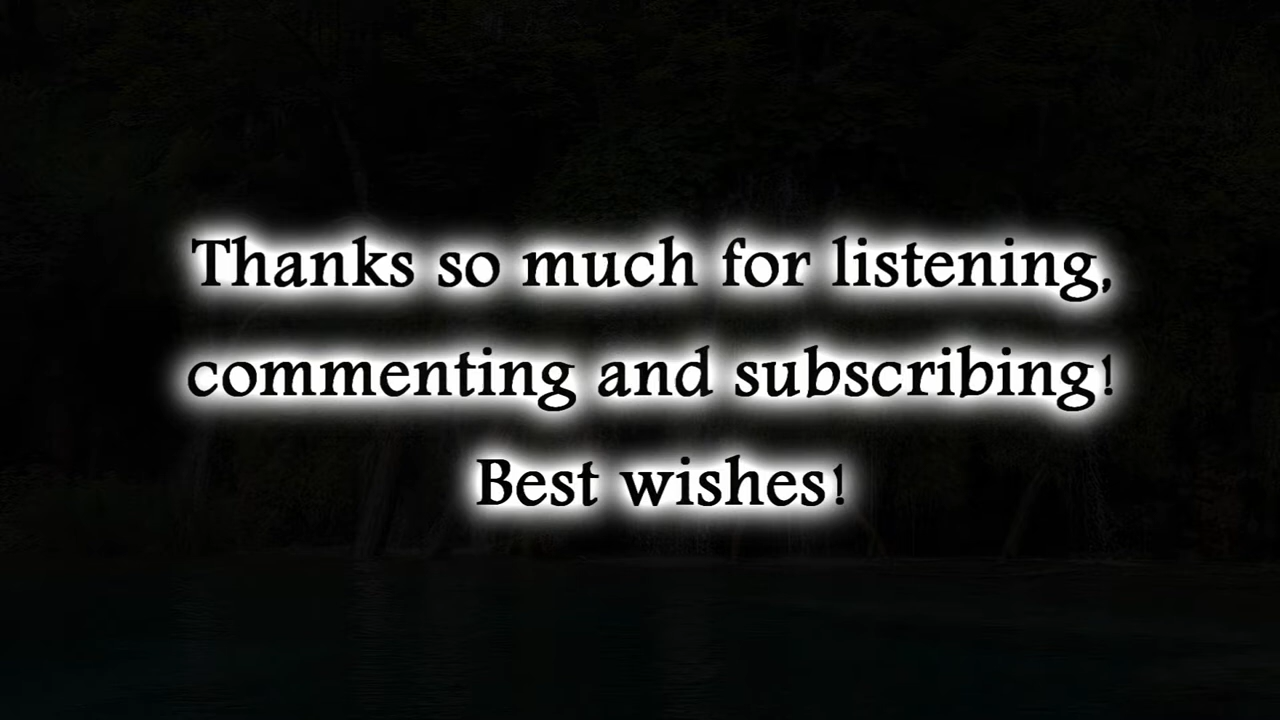 Thanks so much for listening,
commenting and subscribing!
Best wishes!